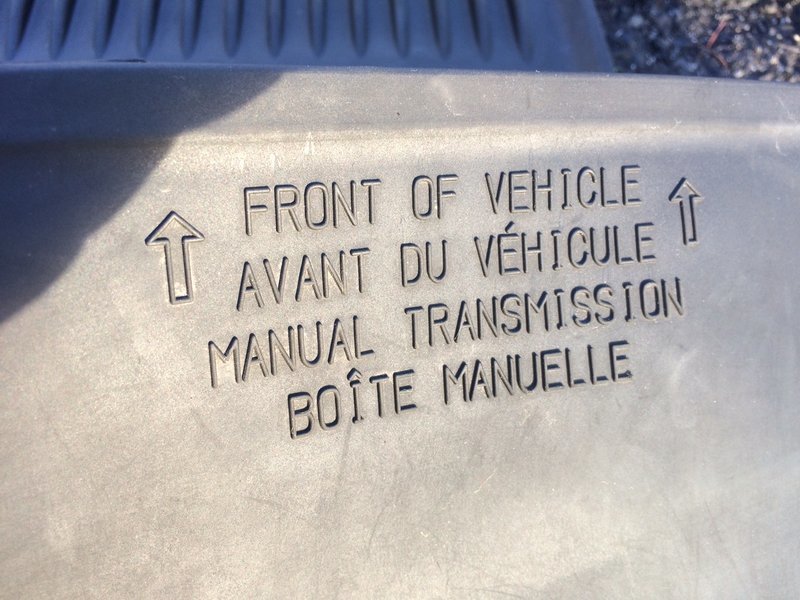 FRONT OF VEHICLE
AVANT DU VÉHICULE
MANUAL TRANSMISSION
BOÎTE MANUELLE